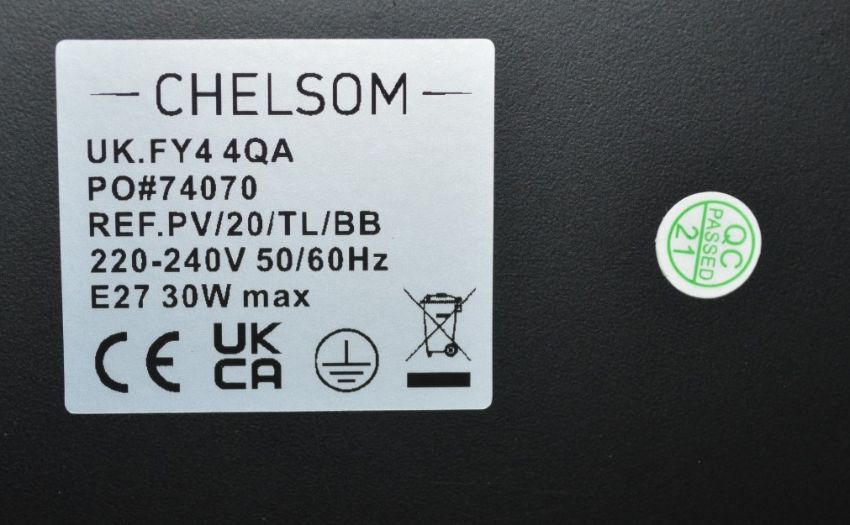 CHELSOM
UK.FY4 4QA
PO#74070
REF.PV/20/TL/BB
220-240V 50/60Hz
E27 30W max
CE
UK
CA
QC
PASSED
21